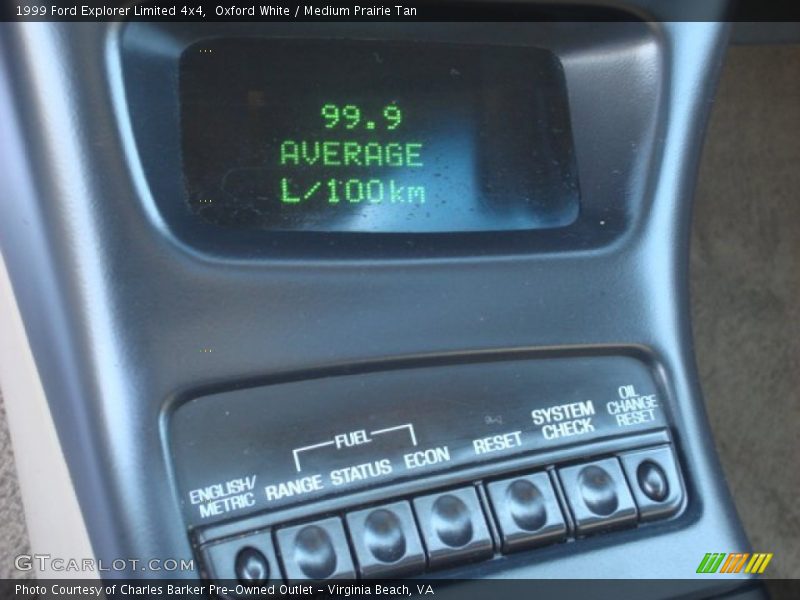 1999 Ford Explorer Limited 4x4, Oxford White / Medium Prairie Tan
99.9
AVERAGE
L/100km
FUEL
ENGLISH/
METRIC
RANGE
STATUS
ECON
RESET
SYSTEM
CHECK
OIL
CHANGE
RESET
GTCARLOT.COM
Photo Courtesy of Charles Barker Pre-Owned Outlet - Virginia Beach, VA